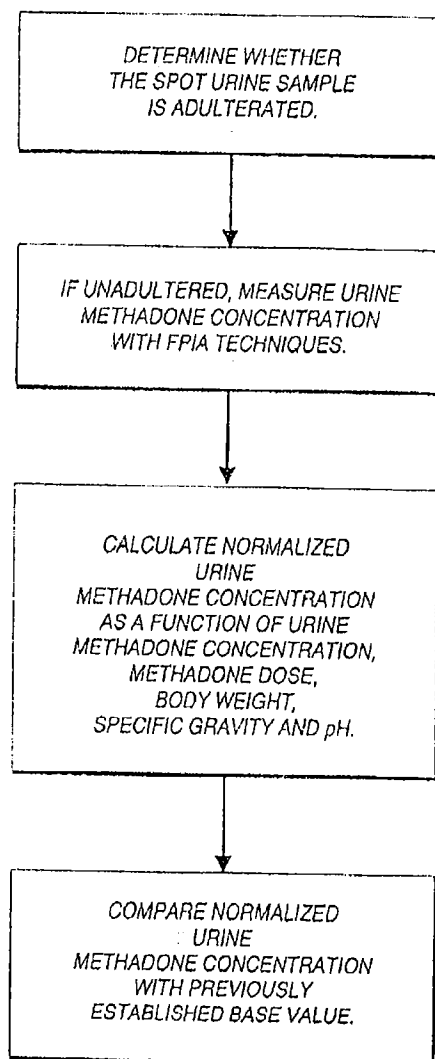 DETERMINE WHETHER
THE SPOT URINE SAMPLE
IS ADULTERATED.
IF UNADULTERED, MEASURE URINE
METHADONE CONCENTRATION
WITH FPIA TECHNIQUES.
CALCULATE NORMALIZED
URINE
METHADONE CONCENTRATION
AS A FUNCTION OF URINE
METHADONE CONCENTRATION,
METHADONE DOSE,
BODY WEIGHT,
SPECIFIC GRAVITY AND pH.
COMPARE NORMALIZED
URINE
METHADONE CONCENTRATION
WITH PREVIOUSLY
ESTABLISHED BASE VALUE.